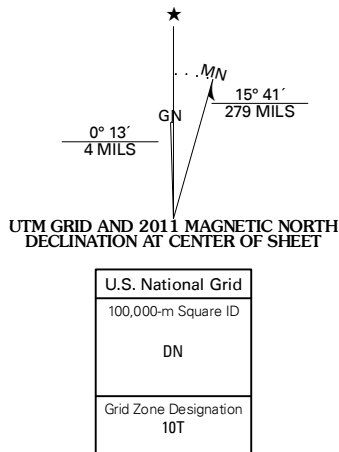 ★
MN
GN
15° 41´
279 MILS
0° 13´
4 MILS
UTM GRID AND 2011 MAGNETIC NORTH
DECLINATION AT CENTER OF SHEET
U.S. National Grid
100,000-m Square ID
DN
Grid Zone Designation
10T